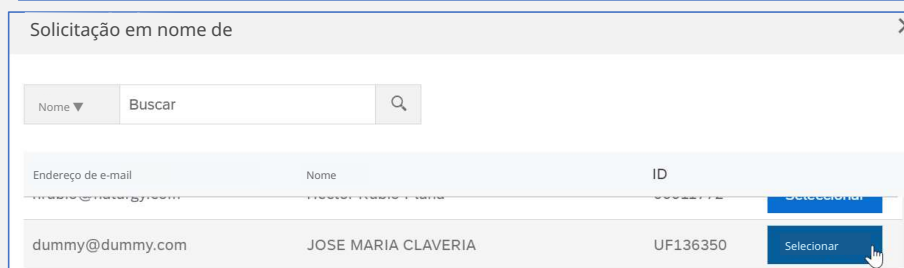 Solicitação em nome de
Nome ▼ Buscar
Endereço de e-mail Nome ID
dummy@dummy.com JOSE MARIA CLAVERIA UF136350 Selecionar